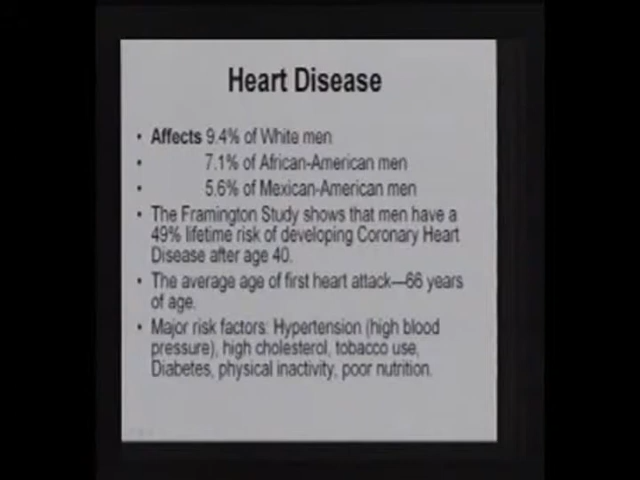 Heart Disease
• Affects 9.4% of White men
• 7.1% of African-American men
• 5.6% of Mexican-American men
• The Framington Study shows that men have a
49% lifetime risk of developing Coronary Heart
Disease after age 40.
• The average age of first heart attack—66 years
of age.
• Major risk factors: Hypertension (high blood
pressure), high cholesterol, tobacco use,
Diabetes, physical inactivity, poor nutrition.